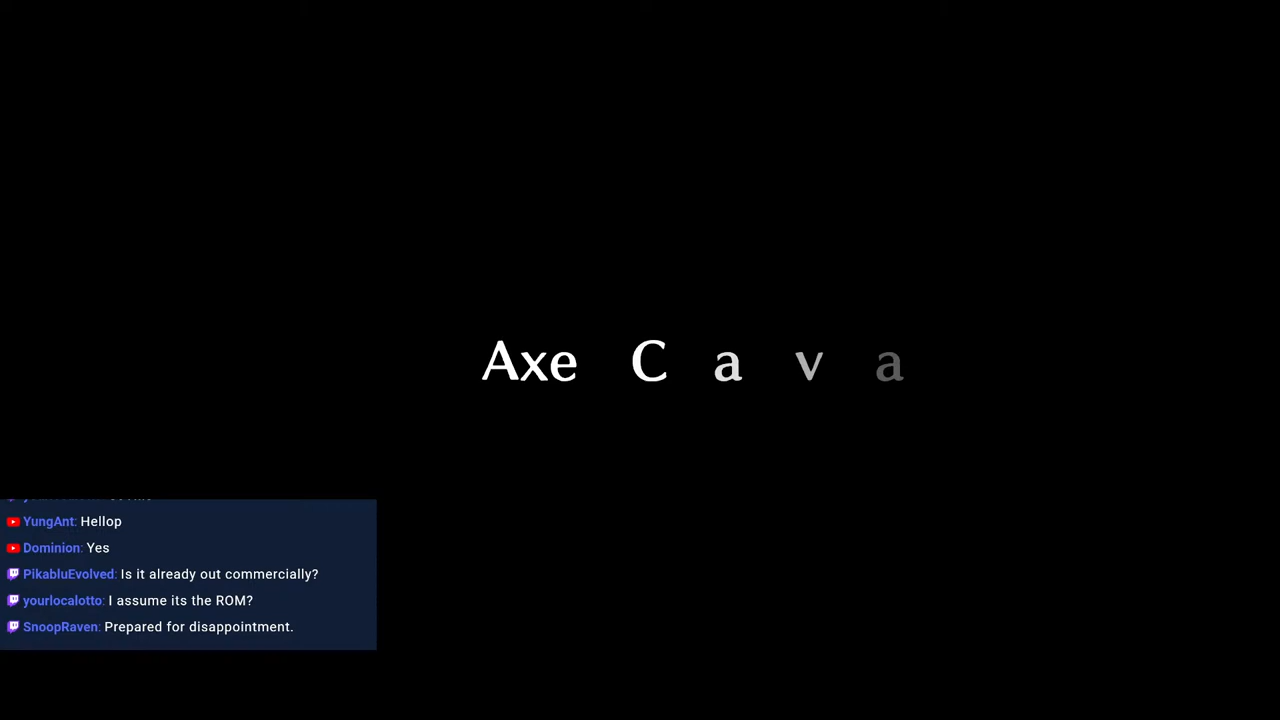 Axe C a v a
YungAnt: Hellop
Dominion: Yes
PikabluEvolved: Is it already out commercially?
yourlocalotto: I assume its the ROM?
SnoopRaven: Prepared for disappointment.